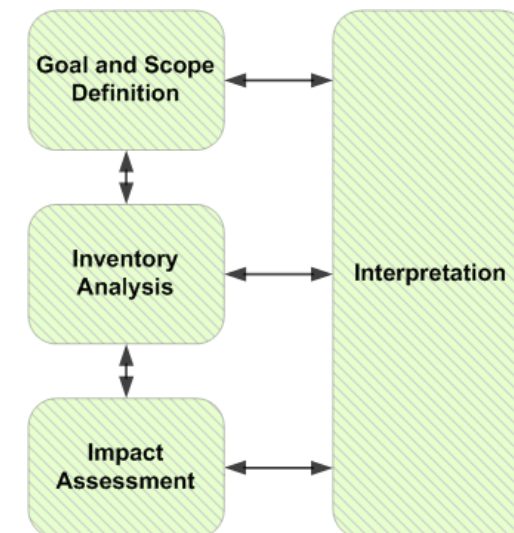 Goal and Scope
Definition
Inventory
Analysis
Interpretation
Impact
Assessment